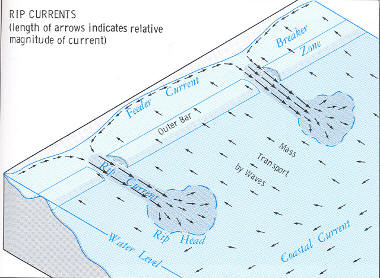 RIP CURRENTS
(length of arrows indicates relative
magnitude of current)
Breaker
Zone
Feeder Current
Outer Bar
Mass
Transport
by Waves
Rip Current
Rip Head
Water Level
Coastal Current